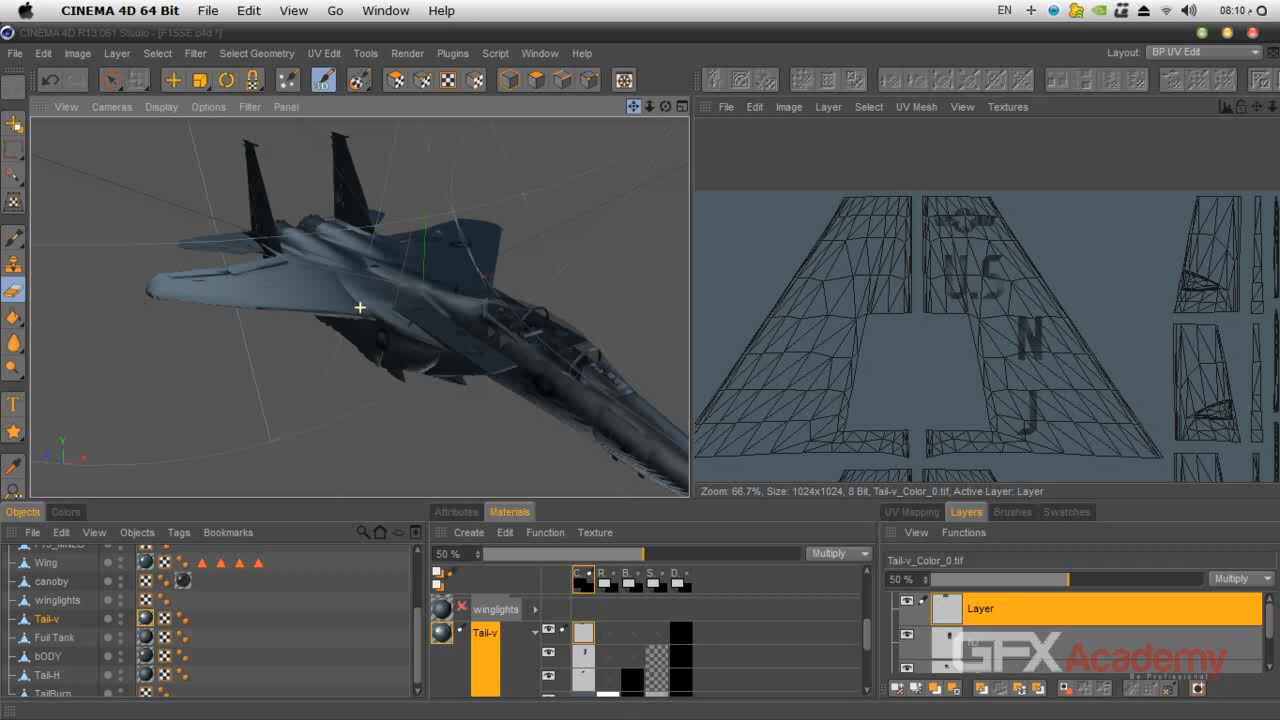 CINEMA 4D 64 Bit File Edit View Go Window Help EN 08:10
CINEMA 4D R13.061 Studio - [F15SE.c4d *]
File Edit Image Layer Select Filter Select Geometry UV Edit Tools Render Plugins Script Window Help Layout: BP UV Edit
3D
View Cameras Display Options Filter Panel
File Edit Image Layer Select UV Mesh View Textures
U.S
N
J
Y
Zoom: 66.7%, Size: 1024x1024, 8 Bit, Tail-v_Color_0.tif, Active Layer: Layer
Objects Colors
Attributes Materials
UV Mapping Layers Brushes Swatches
File Edit View Objects Tags Bookmarks
Create Edit Function Texture
View Functions
50 % Multiply
Tail-v_Color_0.tif
50 % Multiply
C. R. B. S. D.
Wing
canoby
winglights
Tail-v
Fuil Tank
bODY
Tail-H
TailBurn
winglights
Tail-v
Layer
GFXAcademy
Be Professional